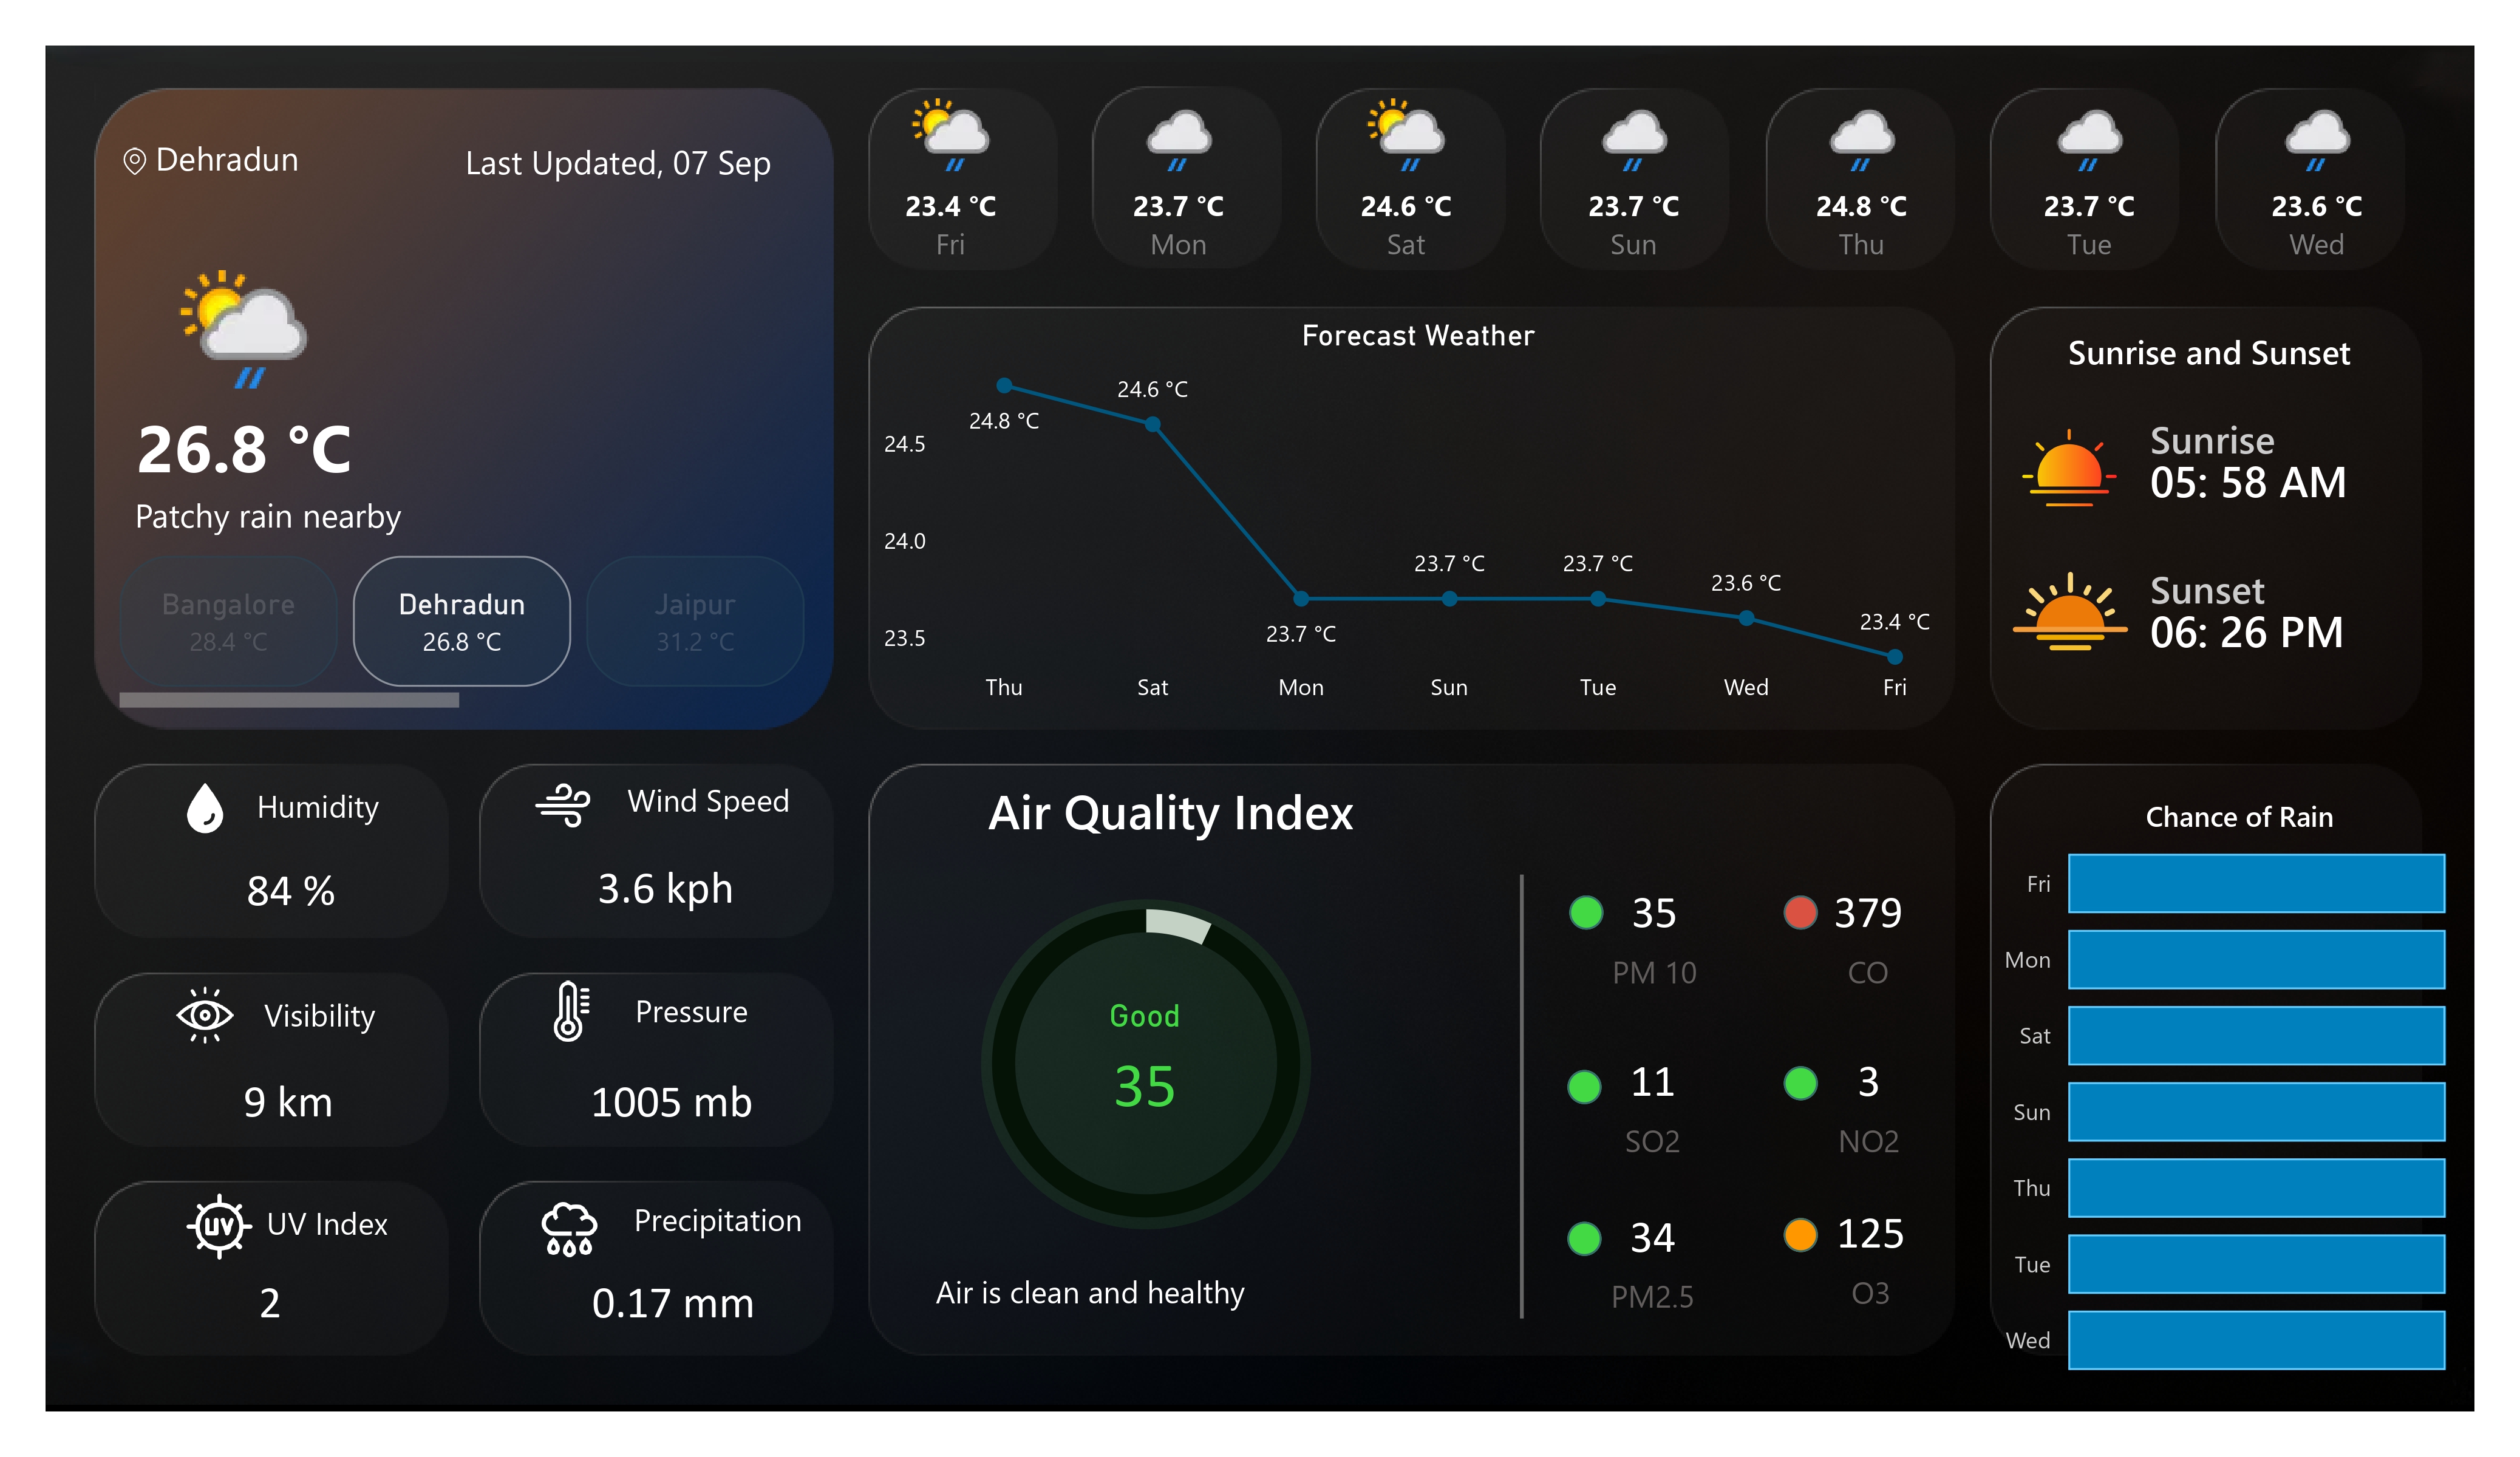 Dehradun
Last Updated, 07 Sep
26.8 °C
Patchy rain nearby
Bangalore
28.4 °C
Dehradun
26.8 °C
Jaipur
31.2 °C
23.4 °C
Fri
23.7 °C
Mon
24.6 °C
Sat
23.7 °C
Sun
24.8 °C
Thu
23.7 °C
Tue
23.6 °C
Wed
Forecast Weather
24.5
24.0
23.5
24.8 °C
24.6 °C
23.7 °C
23.7 °C
23.7 °C
23.6 °C
23.4 °C
Thu
Sat
Mon
Sun
Tue
Wed
Fri
Sunrise and Sunset
Sunrise
05: 58 AM
Sunset
06: 26 PM
Humidity
84 %
Wind Speed
3.6 kph
Visibility
9 km
Pressure
1005 mb
UV
UV Index
2
Precipitation
0.17 mm
Air Quality Index
Good
35
Air is clean and healthy
35
PM 10
379
CO
11
SO2
3
NO2
34
PM2.5
125
O3
Chance of Rain
Fri
Mon
Sat
Sun
Thu
Tue
Wed